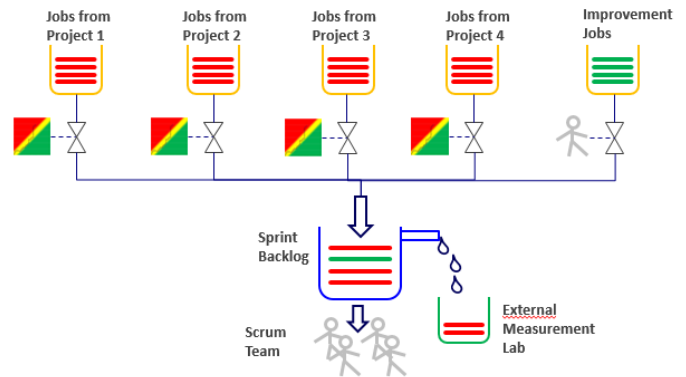 Jobs from
Project 1
Jobs from
Project 2
Jobs from
Project 3
Jobs from
Project 4
Improvement
Jobs
Sprint
Backlog
Scrum
Team
External
Measurement
Lab